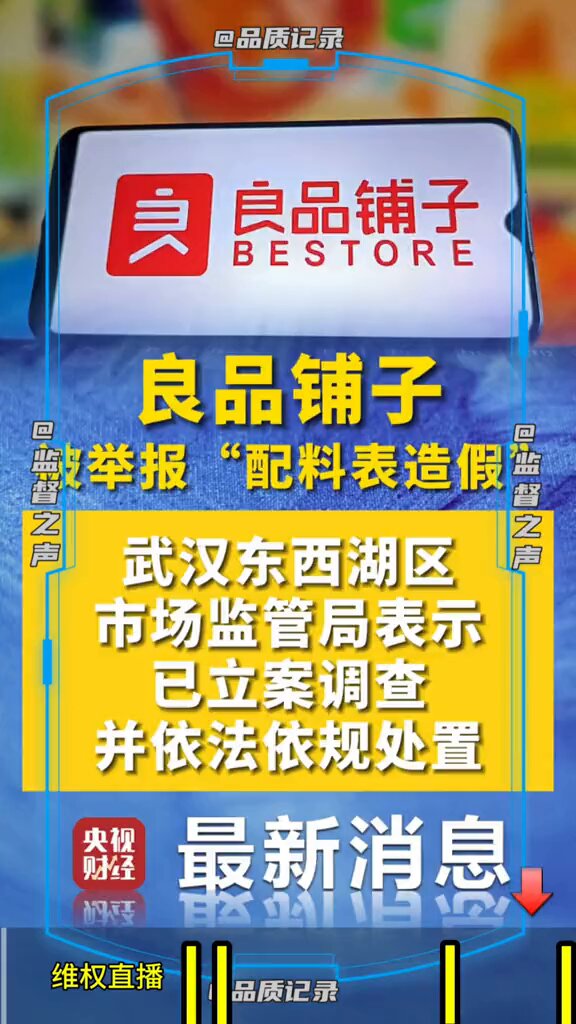 @品质记录
良品铺子
BESTORE
良品铺子
被举报“配料表造假”
@监督之声
@监督之声
武汉东西湖区
市场监管局表示
已立案调查
并依法依规处置
央视
财经
最新消息
维权直播
@品质记录